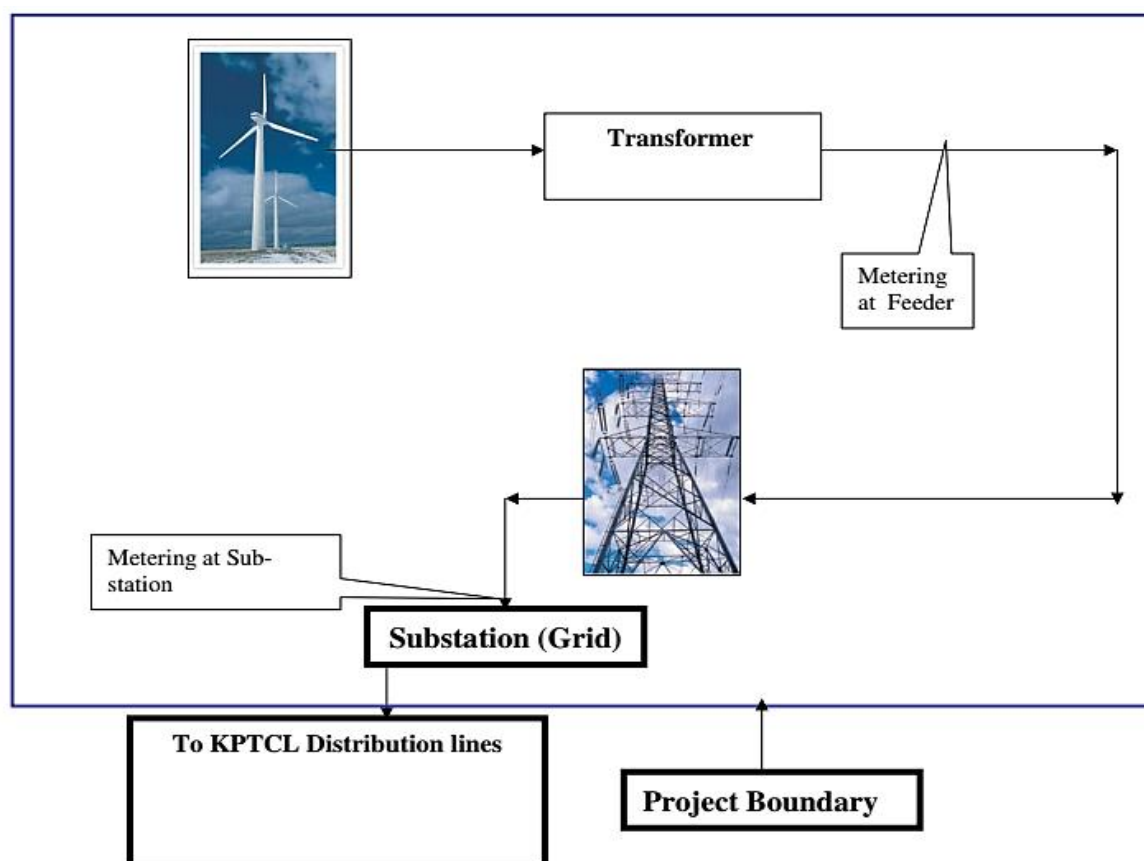 Transformer
Metering
at Feeder
Metering at Sub-
station
Substation (Grid)
To KPTCL Distribution lines
Project Boundary